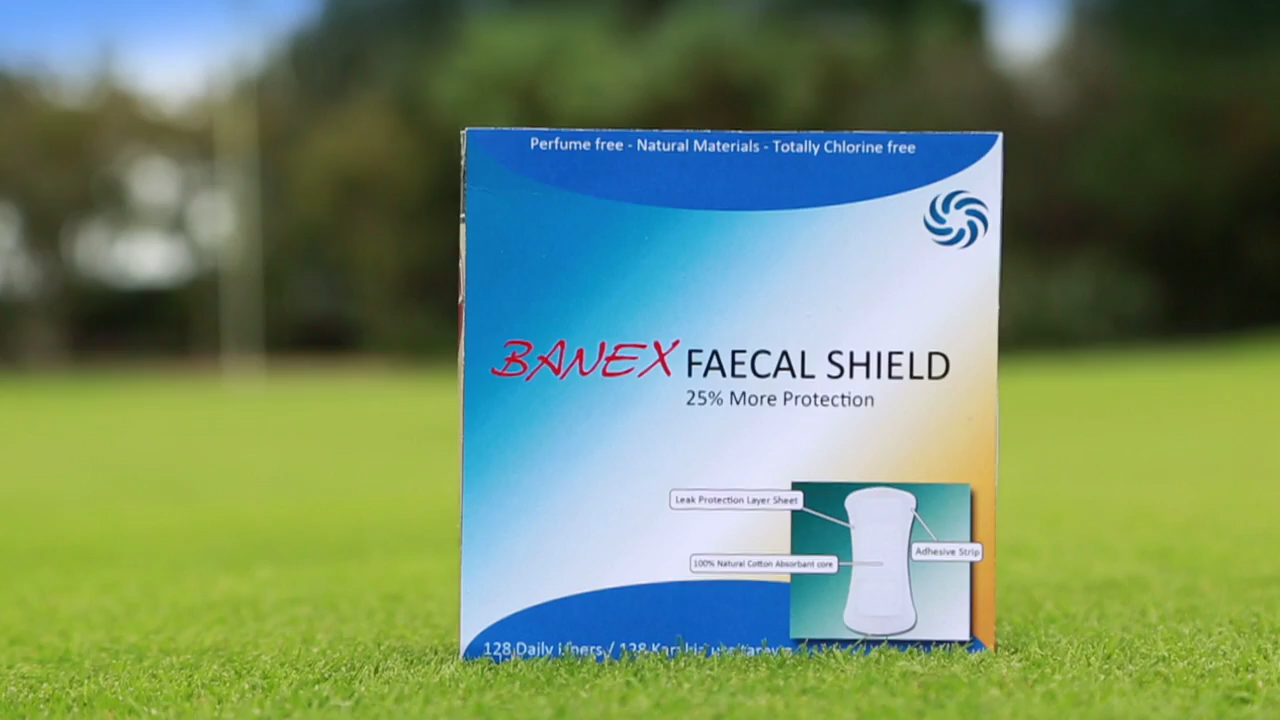 Perfume free - Natural Materials - Totally Chlorine free
BANEX FAECAL SHIELD
25% More Protection
Leak Protection Layer Sheet
Adhesive Strip
100% Natural Cotton Absorbant core
128 Daily Liners / 128